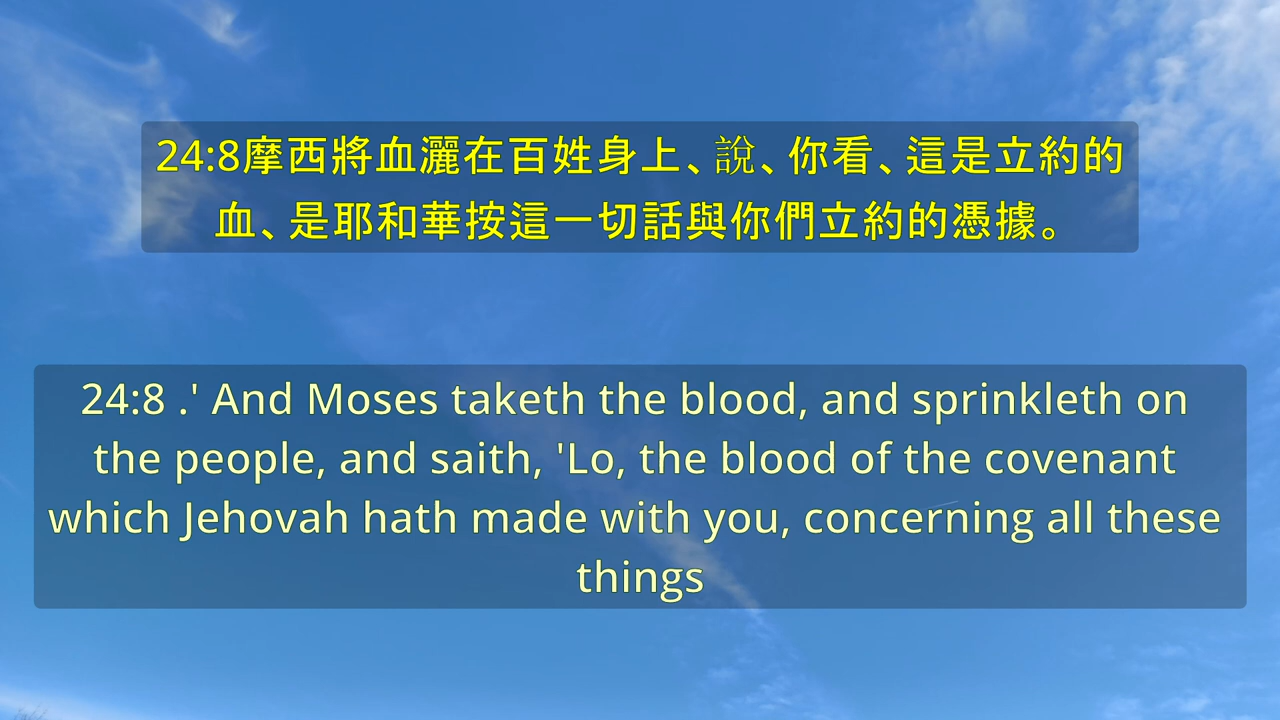 24:8摩西將血灑在百姓身上、說、你看、這是立約的
血、是耶和華按這一切話與你們立約的憑據。
24:8 .' And Moses taketh the blood, and sprinkleth on
the people, and saith, 'Lo, the blood of the covenant
which Jehovah hath made with you, concerning all these
things